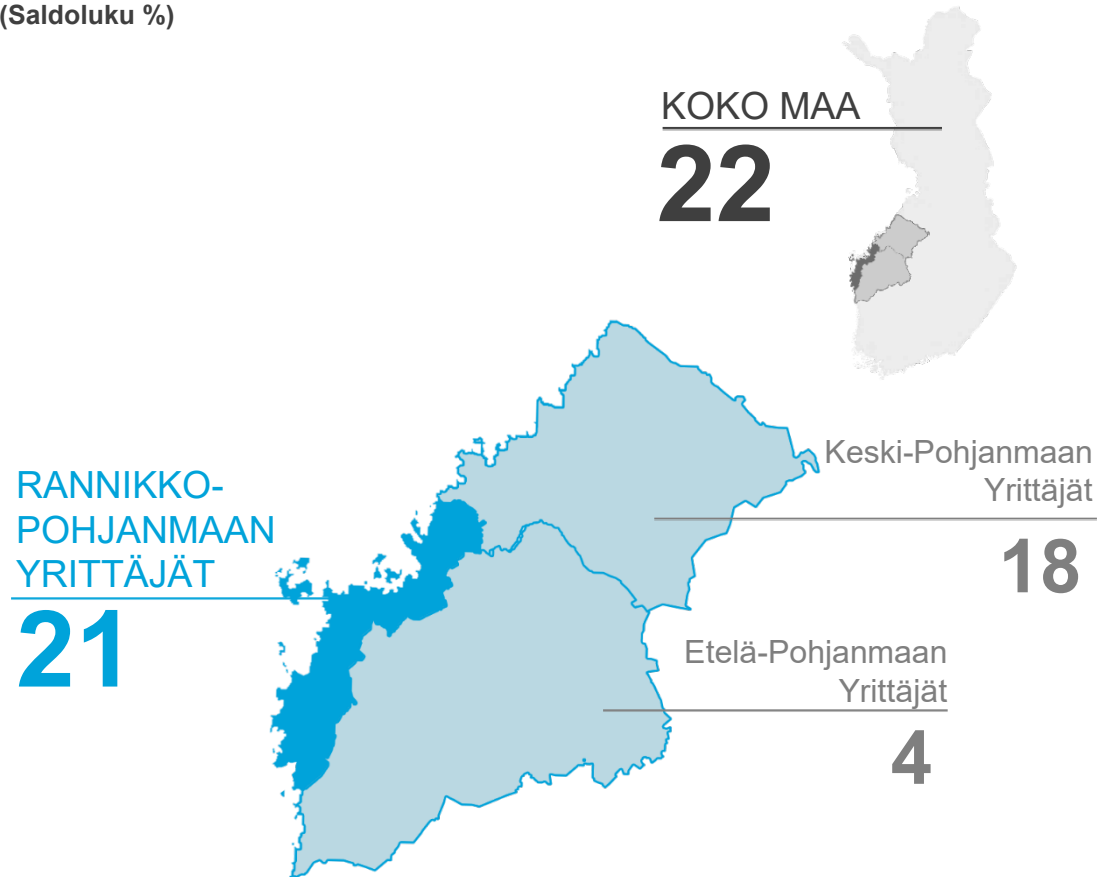 (Saldoluku %)
KOKO MAA
22
Keski-Pohjanmaan
Yrittäjät
18
RANNIKKO-
POHJANMAAN
YRITTÄJÄT
21
Etelä-Pohjanmaan
Yrittäjät
4